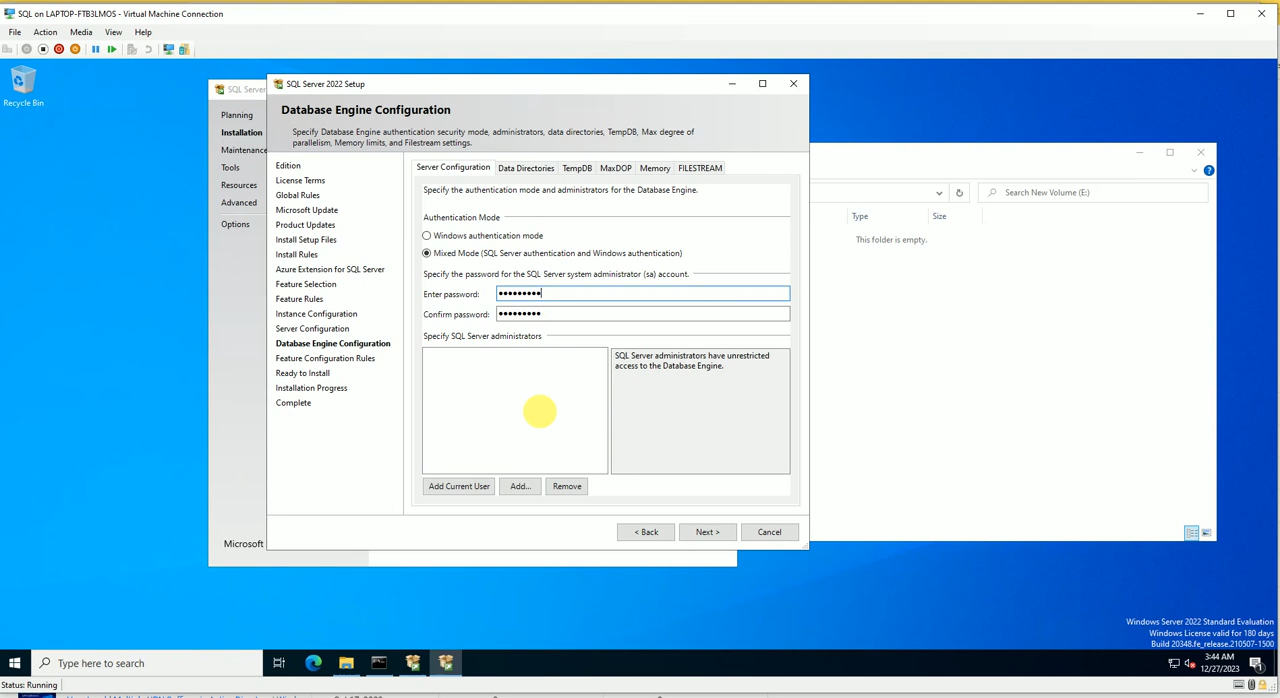 SQL on LAPTOP-FTB3LMOS - Virtual Machine Connection
File Action Media View Help
Recycle Bin
SQL Server
Planning
Installation
Maintenance
Tools
Resources
Advanced
Options
Microsoft
SQL Server 2022 Setup
Database Engine Configuration
Specify Database Engine authentication security mode, administrators, data directories, TempDB, Max degree of
parallelism, Memory limits, and Filestream settings.
Edition
License Terms
Global Rules
Microsoft Update
Product Updates
Install Setup Files
Install Rules
Azure Extension for SQL Server
Feature Selection
Feature Rules
Instance Configuration
Server Configuration
Database Engine Configuration
Feature Configuration Rules
Ready to Install
Installation Progress
Complete
Server Configuration Data Directories TempDB MaxDOP Memory FILESTREAM
Specify the authentication mode and administrators for the Database Engine.
Authentication Mode
Windows authentication mode
Mixed Mode (SQL Server authentication and Windows authentication)
Specify the password for the SQL Server system administrator (sa) account.
Enter password: •••••••••
Confirm password: •••••••••
Specify SQL Server administrators
SQL Server administrators have unrestricted
access to the Database Engine.
Add Current User Add... Remove
< Back Next > Cancel
Search New Volume (E:)
Type Size
This folder is empty.
Windows Server 2022 Standard Evaluation
Windows License valid for 180 days
Build 20348.fe_release.210507-1500
Type here to search
3:44 AM
12/27/2023
Status: Running